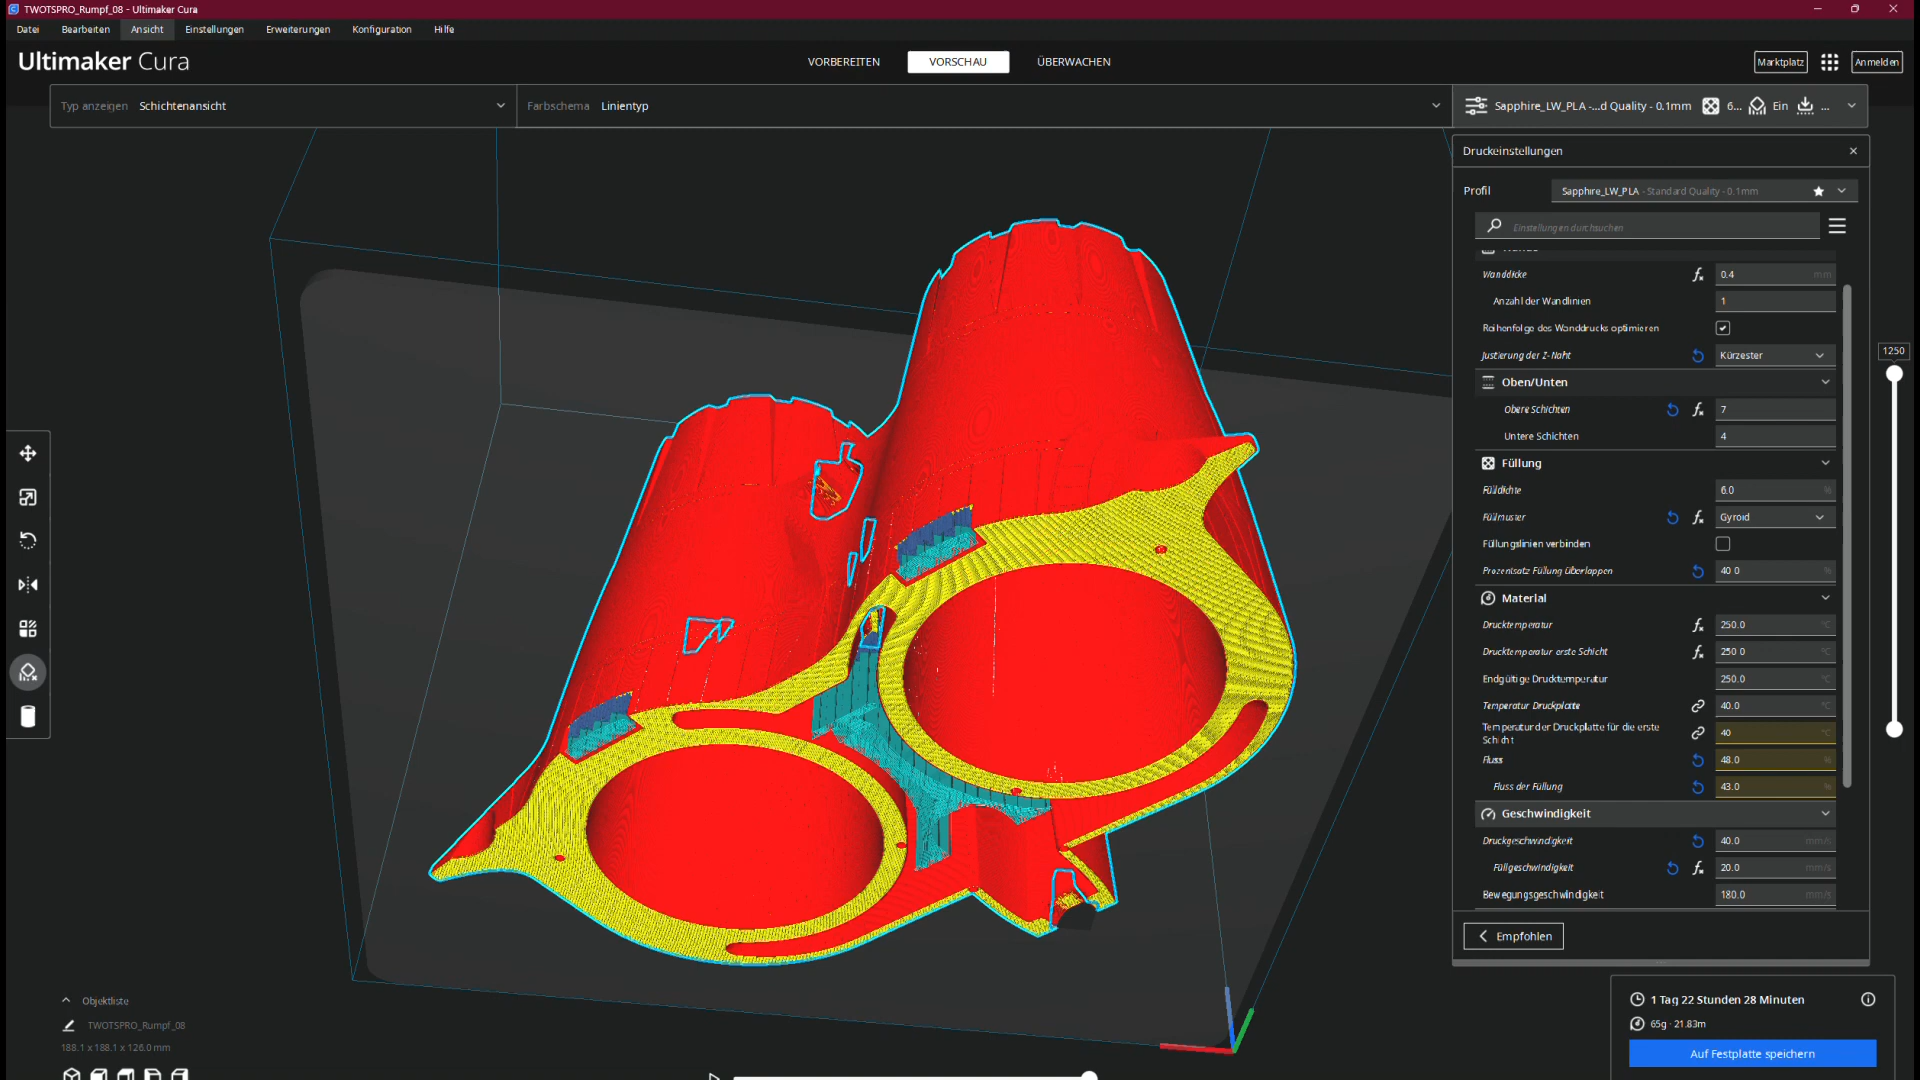 TWOTSPRO_Rumpf_08 - Ultimaker Cura
Datei Bearbeiten Ansicht Einstellungen Erweiterungen Konfiguration Hilfe
Ultimaker Cura
VORBEREITEN VORSCHAU ÜBERWACHEN
Marktplatz Anmelden
Typ anzeigen Schichtenansicht
Farbschema Linientyp
Sapphire_LW_PLA -...d Quality - 0.1mm 6... Ein ...
Druckeinstellungen
Profil Sapphire_LW_PLA - Standard Quality - 0.1mm
Einstellungen durchsuchen
Wanddicke 0.4 mm
Anzahl der Wandlinien 1
Reihenfolge des Wanddrucks optimieren
Justierung der Z-Naht Kürzester
Oben/Unten
Obere Schichten 7
Untere Schichten 4
Füllung
Fülldichte 6.0 %
Füllmuster Gyroid
Füllungslinien verbinden
Prozentsatz Füllung überlappen 40.0 %
Material
Drucktemperatur 250.0 °C
Drucktemperatur erste Schicht 250.0 °C
Endgültige Drucktemperatur 250.0 °C
Temperatur Druckplatte 40.0 °C
Temperatur der Druckplatte für die erste
Schicht 40 °C
Fluss 48.0 %
Fluss der Füllung 43.0 %
Geschwindigkeit
Druckgeschwindigkeit 40.0 mm/s
Füllgeschwindigkeit 20.0 mm/s
Bewegungsgeschwindigkeit 180.0 mm/s
Empfohlen
1250
1 Tag 22 Stunden 28 Minuten
65g · 21.83m
Auf Festplatte speichern
Objektliste
TWOTSPRO_Rumpf_08
188.1 x 188.1 x 126.0 mm